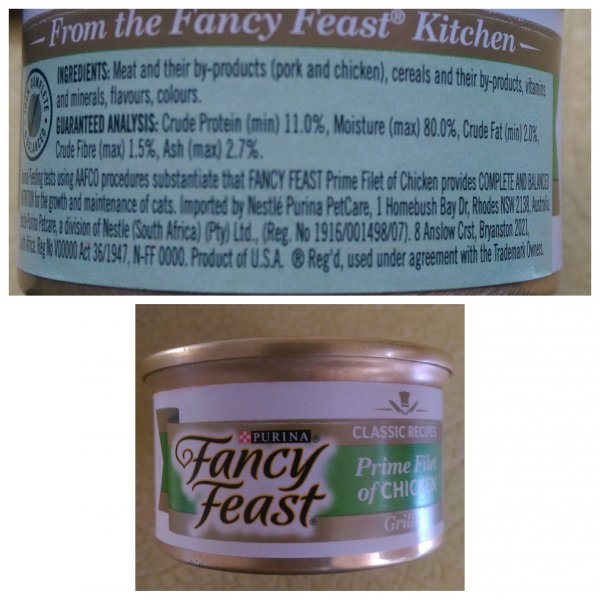 From the Fancy Feast® Kitchen
INGREDIENTS: Meat and their by-products (pork and chicken), cereals and their by-products, vitamins
and minerals, flavours, colours.
GUARANTEED ANALYSIS: Crude Protein (min) 11.0%, Moisture (max) 80.0%, Crude Fat (min) 2.0%,
Crude Fibre (max) 1.5%, Ash (max) 2.7%.
Feeding tests using AAFCO procedures substantiate that FANCY FEAST Prime Filet of Chicken provides COMPLETE AND BALANCED
for the growth and maintenance of cats. Imported by Nestlé Purina PetCare, 1 Homebush Bay Dr, Rhodes NSW 2138, Australia.
Petcare, a division of Nestle (South Africa) (Pty) Ltd., (Reg. No 1916/001498/07). 8 Anslow Crst, Bryanston 2021,
Reg. No V00000 Act 36/1947, N-FF 0000. Product of U.S.A. ® Reg'd, used under agreement with the Trademark Owners.
PURINA®
Fancy
Feast®
CLASSIC RECIPES
Prime Filet
of CHICKEN